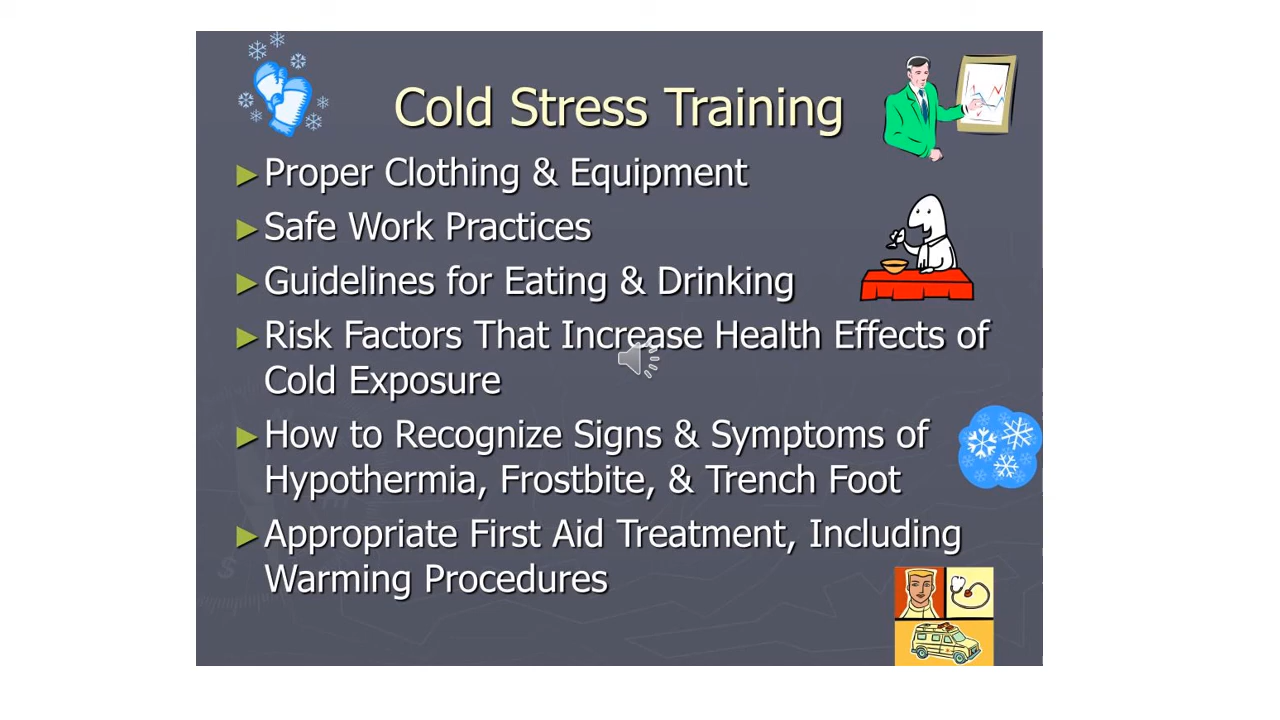 Cold Stress Training
►Proper Clothing & Equipment
►Safe Work Practices
►Guidelines for Eating & Drinking
►Risk Factors That Increase Health Effects of
Cold Exposure
►How to Recognize Signs & Symptoms of
Hypothermia, Frostbite, & Trench Foot
►Appropriate First Aid Treatment, Including
Warming Procedures